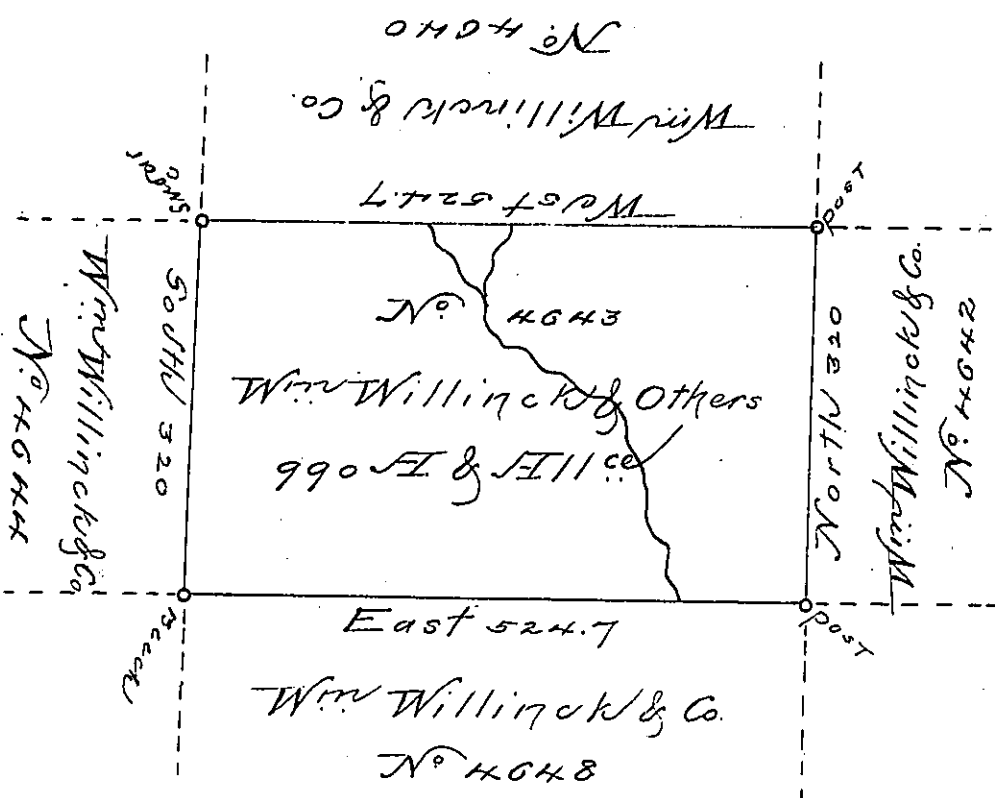 No. 4640
Wm Willinck & Co.
West 524.7
Sugar
Post
Wm Willinck & Co.
No. 4644
South 320
No. 4643
Wm Willinck & Others
990 A & Allce
North 320
Wm Willinck & Co.
No. 4642
Beech
Post
East 524.7
Wm Willinck & Co.
No. 4648